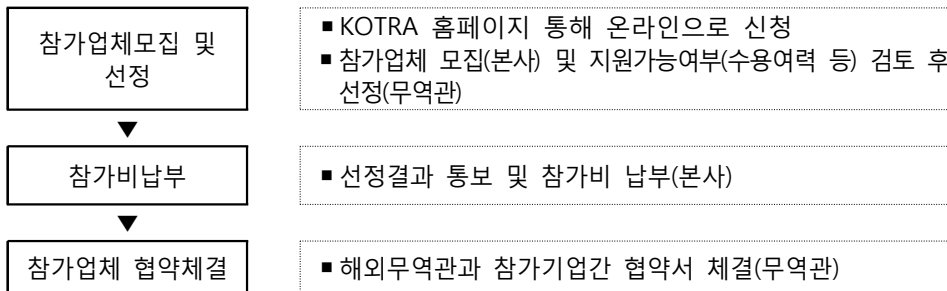 참가업체모집 및
선정
■ KOTRA 홈페이지 통해 온라인으로 신청
■ 참가업체 모집(본사) 및 지원가능여부(수용여력 등) 검토 후
선정(무역관)
▼
참가비납부
■ 선정결과 통보 및 참가비 납부(본사)
▼
참가업체 협약체결
■ 해외무역관과 참가기업간 협약서 체결(무역관)